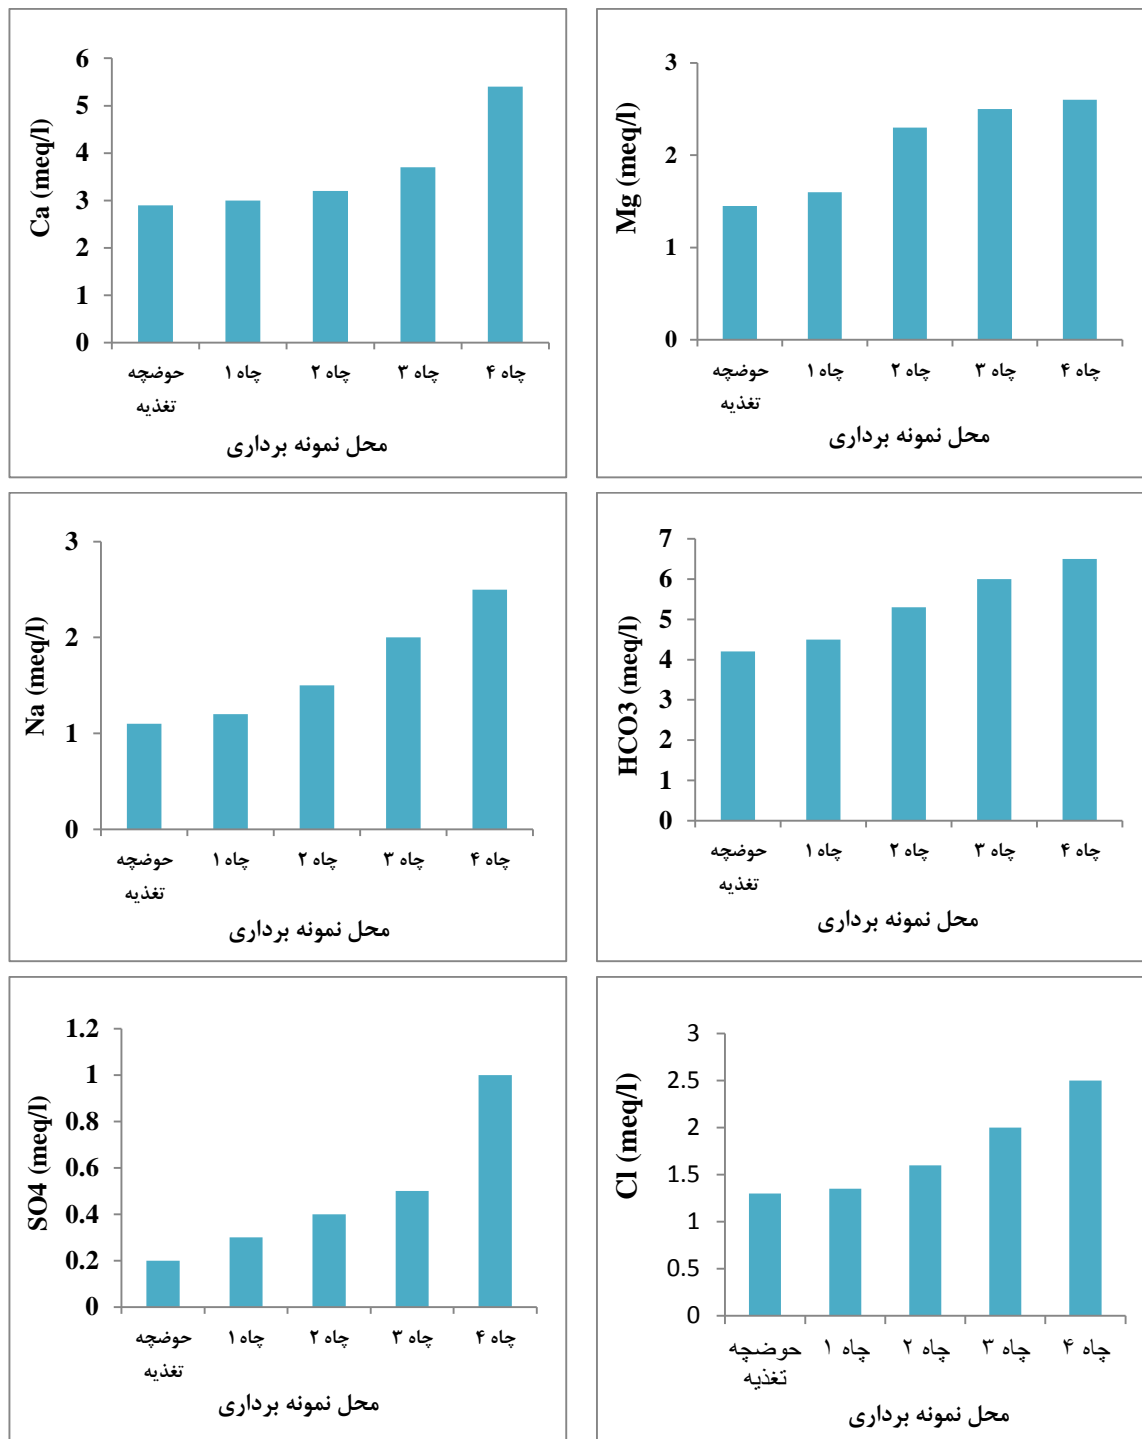 Ca (meq/l)
6
5
4
3
2
1
0
حوضچه
تغذیه
چاه ۱
چاه ۲
چاه ۳
چاه ۴
محل نمونه برداری
Mg (meq/l)
3
2
1
0
حوضچه
تغذیه
چاه ۱
چاه ۲
چاه ۳
چاه ۴
محل نمونه برداری
Na (meq/l)
3
2
1
0
حوضچه
تغذیه
چاه ۱
چاه ۲
چاه ۳
چاه ۴
محل نمونه برداری
HCO3 (meq/l)
7
6
5
4
3
2
1
0
حوضچه
تغذیه
چاه ۱
چاه ۲
چاه ۳
چاه ۴
محل نمونه برداری
SO4 (meq/l)
1.2
1
0.8
0.6
0.4
0.2
0
حوضچه
تغذیه
چاه ۱
چاه ۲
چاه ۳
چاه ۴
محل نمونه برداری
Cl (meq/l)
3
2.5
2
1.5
1
0.5
0
حوضچه
تغذیه
چاه ۱
چاه ۲
چاه ۳
چاه ۴
محل نمونه برداری